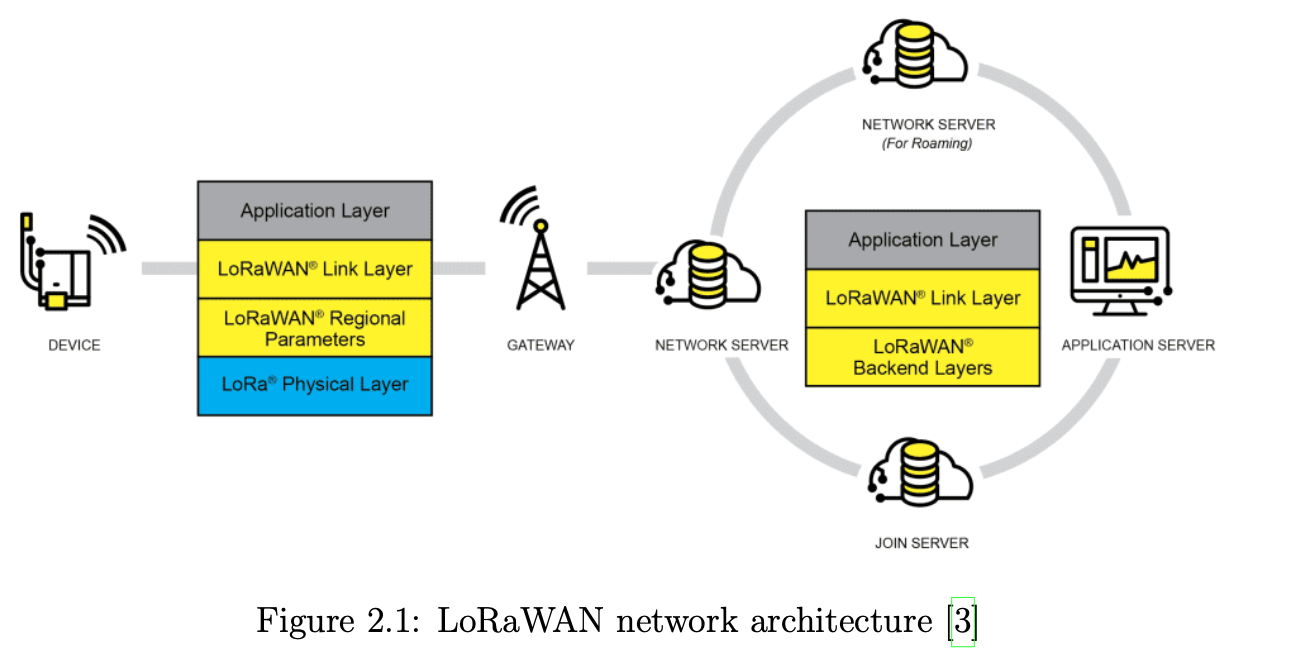 NETWORK SERVER
(For Roaming)
Application Layer
LoRaWAN® Link Layer
LoRaWAN® Regional
Parameters
LoRa® Physical Layer
Application Layer
LoRaWAN® Link Layer
LoRaWAN®
Backend Layers
DEVICE
GATEWAY
NETWORK SERVER
APPLICATION SERVER
JOIN SERVER
Figure 2.1: LoRaWAN network architecture [3]